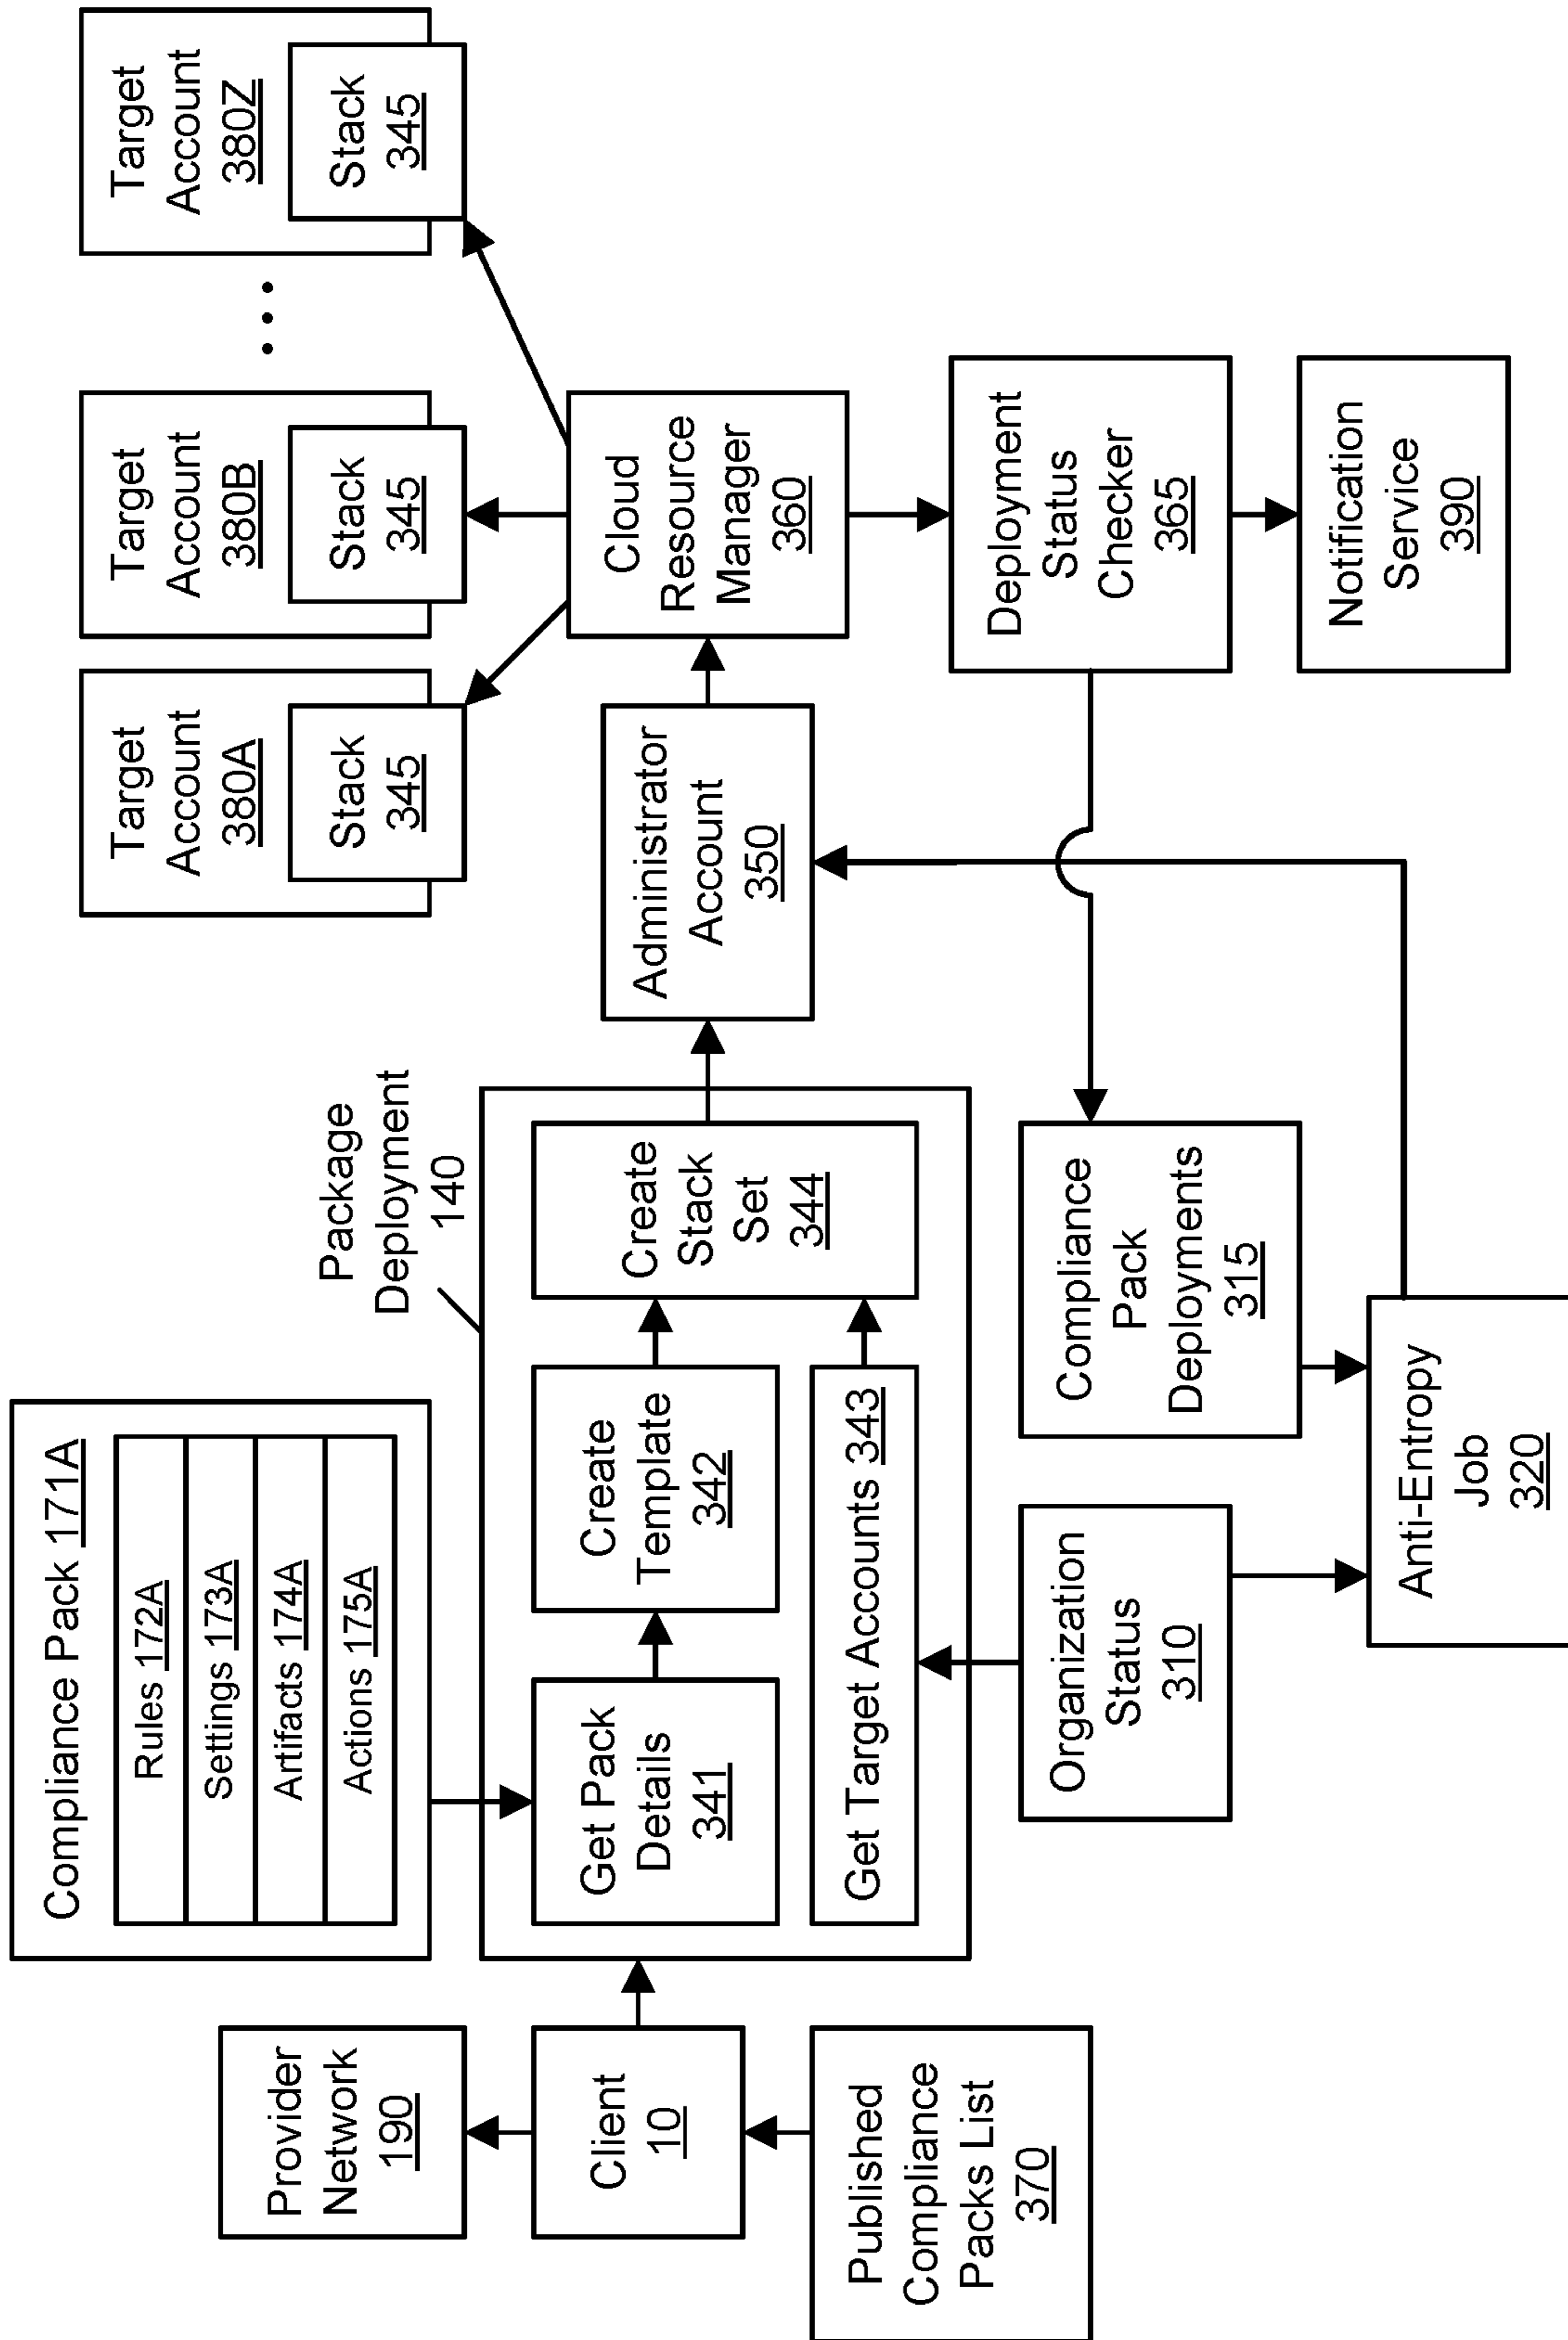 Compliance Pack 171A
Rules 172A
Settings 173A
Artifacts 174A
Actions 175A
Provider
Network
190
Client
10
Published
Compliance
Packs List
370
Package
Deployment
140
Get Pack
Details
341
Create
Template
342
Get Target Accounts 343
Create
Stack
Set
344
Organization
Status
310
Compliance
Pack
Deployments
315
Anti-Entropy
Job
320
Administrator
Account
350
Target
Account
380A
Stack
345
Target
Account
380B
Stack
345
Target
Account
380Z
Stack
345
Cloud
Resource
Manager
360
Deployment
Status
Checker
365
Notification
Service
390